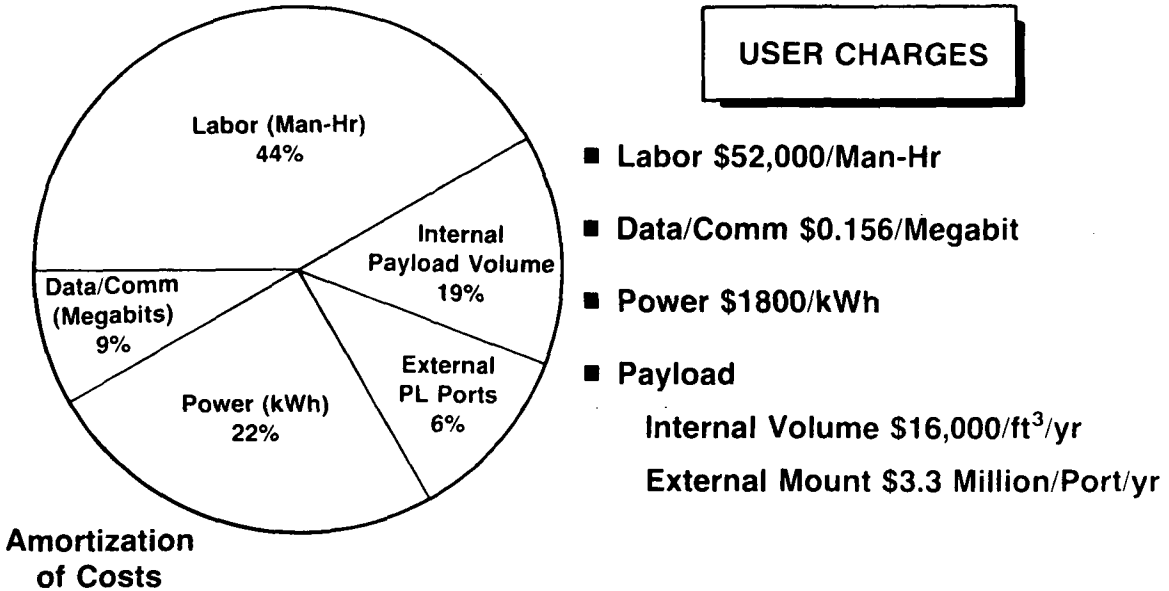 Labor (Man-Hr)
44%
Internal
Payload Volume
19%
Data/Comm
(Megabits)
9%
External
PL Ports
6%
Power (kWh)
22%
Amortization
of Costs
USER CHARGES
■ Labor $52,000/Man-Hr
■ Data/Comm $0.156/Megabit
■ Power $1800/kWh
■ Payload
Internal Volume $16,000/ft³/yr
External Mount $3.3 Million/Port/yr